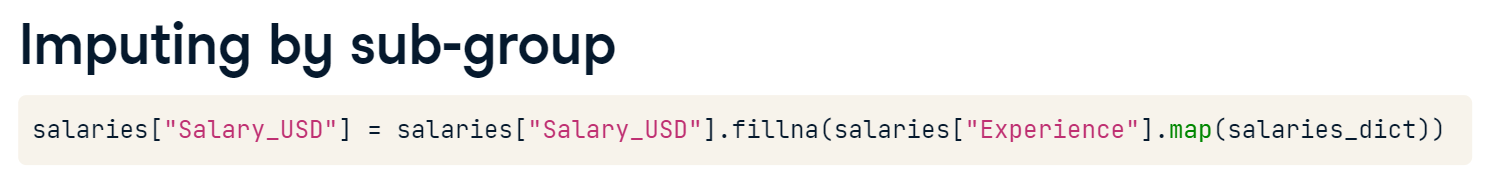 Imputing by sub-group
salaries["Salary_USD"] = salaries["Salary_USD"].fillna(salaries["Experience"].map(salaries_dict))